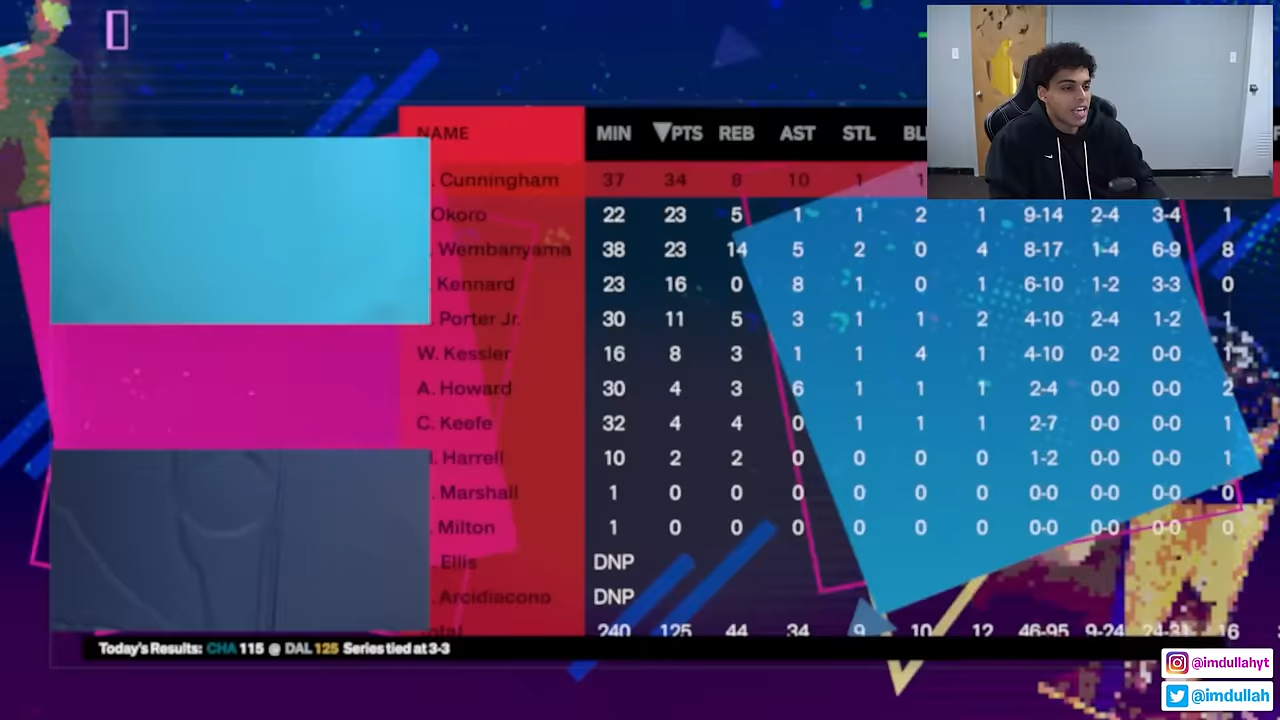 NAME MIN PTS REB AST STL
. Cunningham 37 34 8 10 1 1
Okoro 22 23 5 1 1 2 1 9-14 2-4 3-4 1
. Wembanyama 38 23 14 5 2 0 4 8-17 1-4 6-9 8
. Kennard 23 16 0 8 1 0 1 6-10 1-2 3-3 0
. Porter Jr. 30 11 5 3 1 1 2 4-10 2-4 1-2 1
W. Kessler 16 8 3 1 1 4 1 4-10 0-2 0-0 1
A. Howard 30 4 3 6 1 1 1 2-4 0-0 0-0 2
C. Keefe 32 4 4 0 1 1 1 2-7 0-0 0-0 1
. Harrell 10 2 2 0 0 0 0 1-2 0-0 0-0 1
. Marshall 1 0 0 0 0 0 0 0-0 0-0 0-0 0
. Milton 1 0 0 0 0 0 0 0-0 0-0 0-0 0
. Ellis DNP
. Arcidiacono DNP
Total 240 125 44 34 9 10 12 46-95 9-24 24-31 16
Today's Results: CHA 115 @ DAL 125 Series tied at 3-3
@imdullahyt
@imdullah